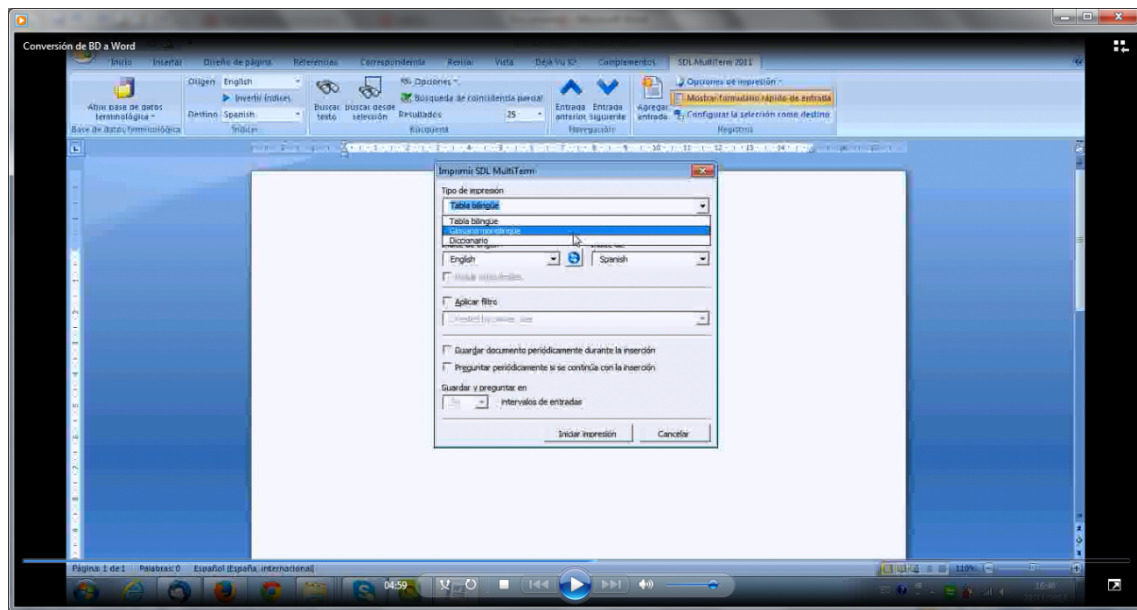 Conversión de BD a Word
Inicio Insertar Diseño de página Referencias Correspondencia Revisar Vista Déjà Vu X2 Complementos SDL MultiTerm 2011
Abrir base de datos terminológica
Origen English
Invertir índices
Destino Spanish
Buscar texto
Buscar desde selección
Opciones
Búsqueda de coincidencia parcial
Resultados 25
Entrada anterior
Entrada siguiente
Agregar entrada
Opciones de impresión
Mostrar formulario rápido de entrada
Configurar la selección como destino
Base de datos terminológica Índices Búsqueda Navegación Registros
Imprimir SDL MultiTerm
Tipo de impresión
Tabla bilingüe
Tabla bilingüe
Glosario monolingüe
Diccionario
English Spanish
Aplicar filtro
Guardar documento periódicamente durante la inserción
Preguntar periódicamente si se continúa con la inserción
Guardar y preguntar en
intervalos de entradas
Iniciar impresión Cancelar
Página: 1 de 1 Palabras: 0 Español (España, internacional) 110%
04:59